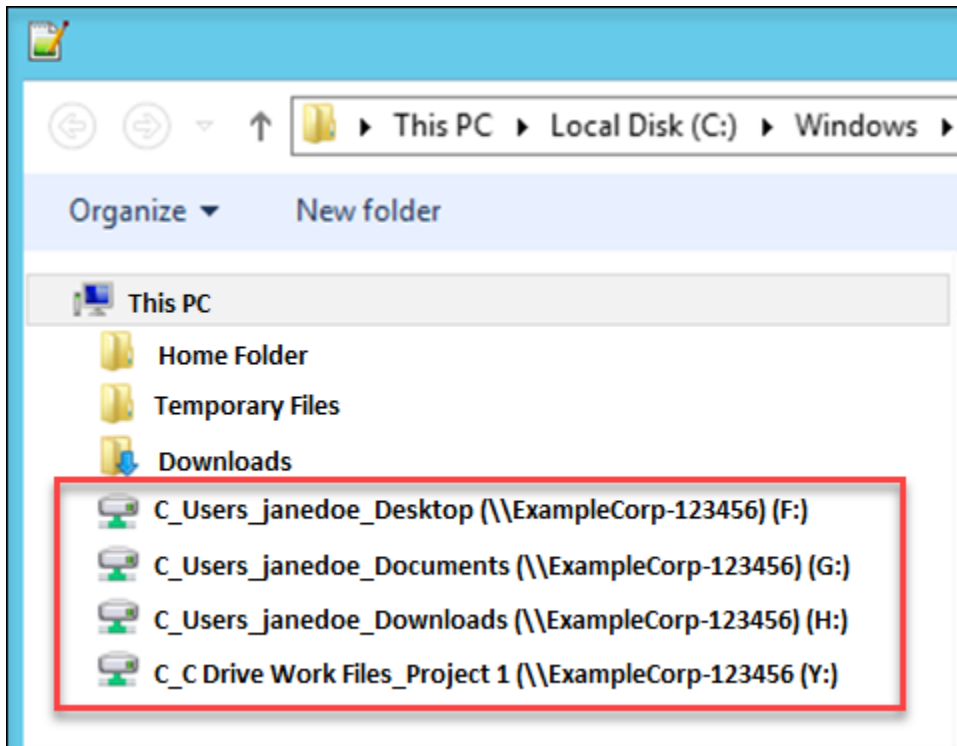 This PC Local Disk (C:) Windows
Organize New folder
This PC
Home Folder
Temporary Files
Downloads
C_Users_janedoe_Desktop (\\ExampleCorp-123456) (F:)
C_Users_janedoe_Documents (\\ExampleCorp-123456) (G:)
C_Users_janedoe_Downloads (\\ExampleCorp-123456) (H:)
C_C Drive Work Files_Project 1 (\\ExampleCorp-123456 (Y:)